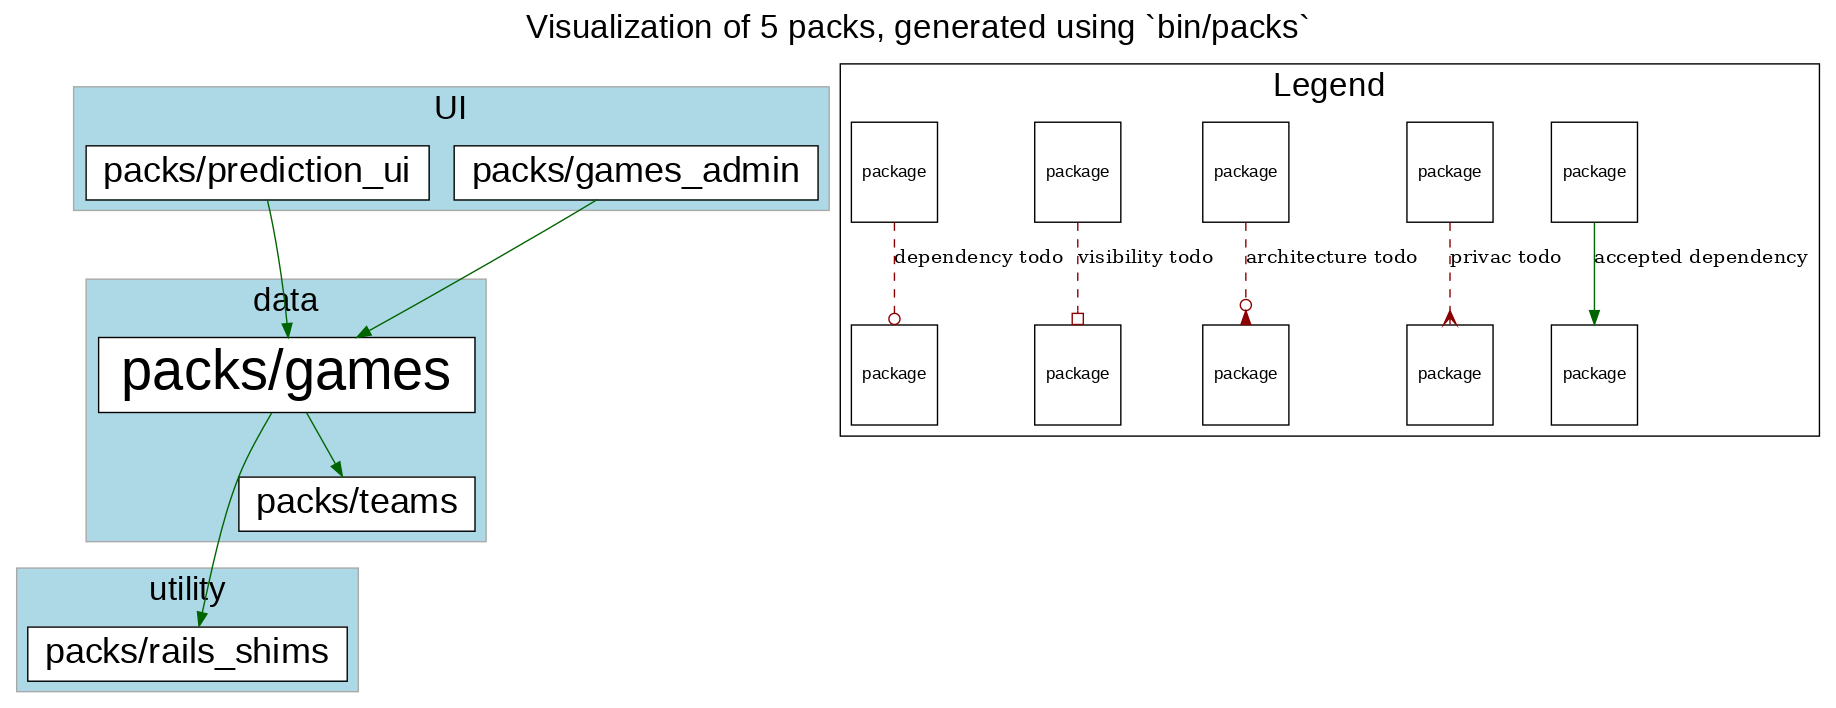 Visualization of 5 packs, generated using `bin/packs`
UI
packs/prediction_ui
packs/games_admin
data
packs/games
packs/teams
utility
packs/rails_shims
Legend
package
package
package
package
package
dependency todo
visibility todo
architecture todo
privac todo
accepted dependency
package
package
package
package
package